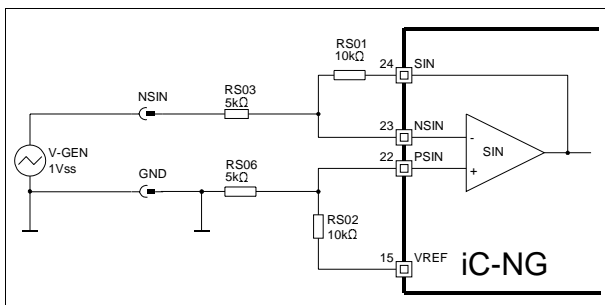 RS01
10kΩ
24
SIN
NSIN
RS03
5kΩ
23
NSIN
-
SIN
V-GEN
1Vss
GND
RS06
5kΩ
22
PSIN
+
RS02
10kΩ
15
VREF
iC-NG